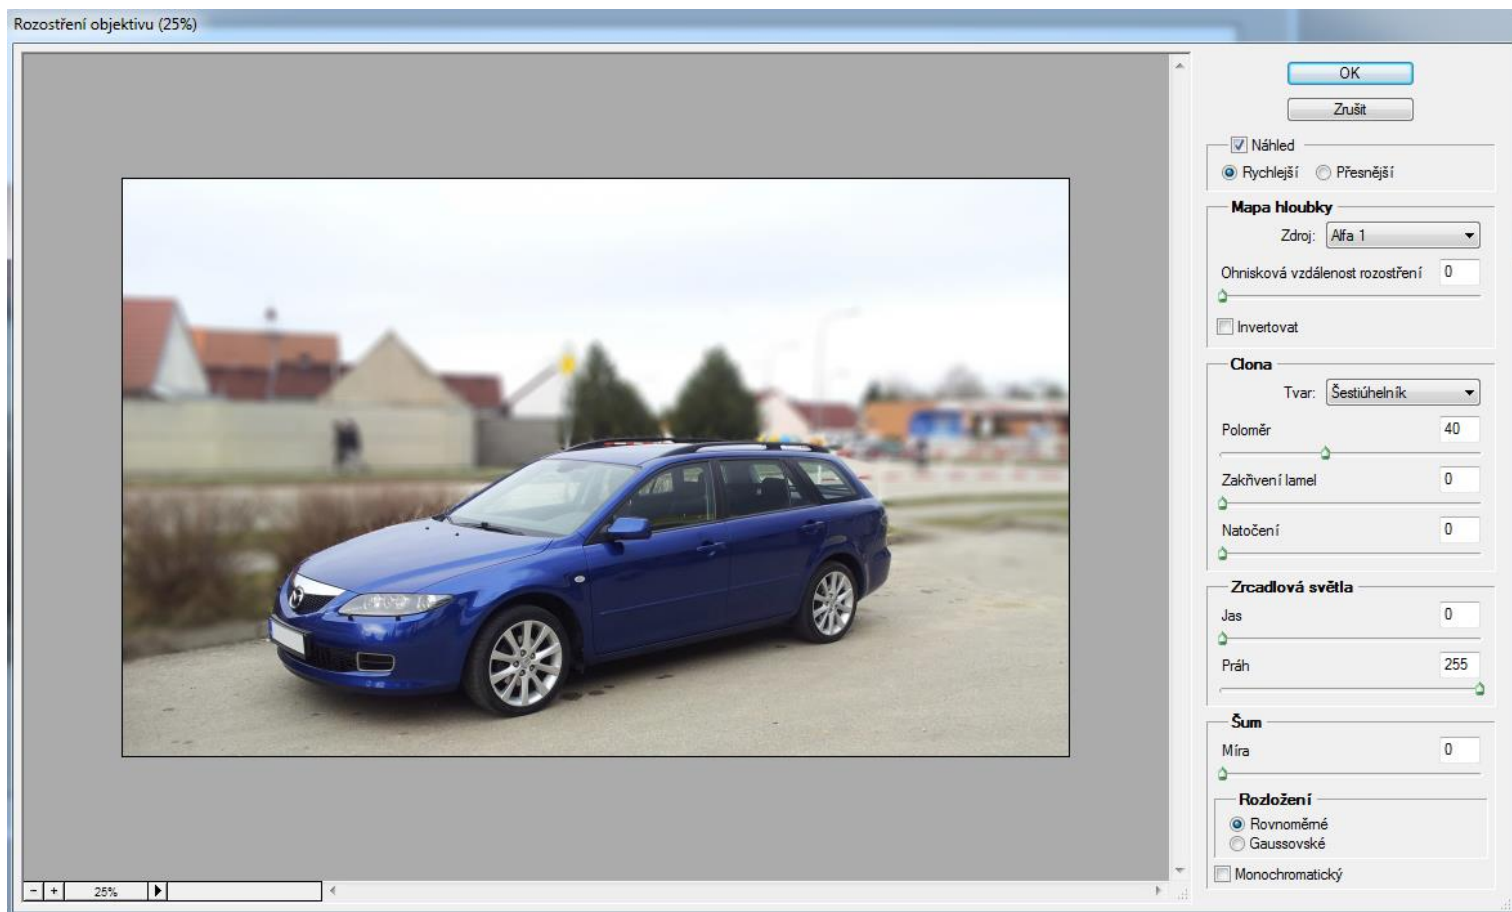 Rozostření objektivu (25%)
OK
Zrušit
Náhled
Rychlejší Přesnější
Mapa hloubky
Zdroj: Alfa 1
Ohnisková vzdálenost rozostření 0
Invertovat
Clona
Tvar: Šestiúhelník
Poloměr 40
Zakřivení lamel 0
Natočení 0
Zrcadlová světla
Jas 0
Práh 255
Šum
Míra 0
Rozložení
Rovnoměrné
Gaussovské
Monochromatický
- + 25%